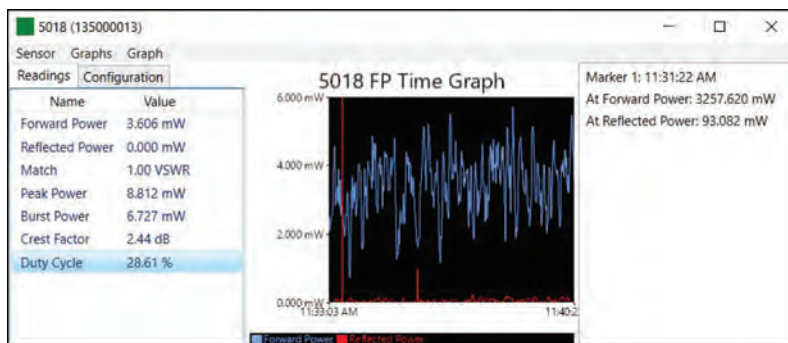 5018 (135000013)
Sensor Graphs Graph
Readings Configuration
Name Value
Forward Power 3.606 mW
Reflected Power 0.000 mW
Match 1.00 VSWR
Peak Power 8.812 mW
Burst Power 6.727 mW
Crest Factor 2.44 dB
Duty Cycle 28.61 %
5018 FP Time Graph
6.000 mW
4.000 mW
2.000 mW
0.000 mW
11:33:03 AM 11:40:2
Forward Power Reflected Power
Marker 1: 11:31:22 AM
At Forward Power: 3257.620 mW
At Reflected Power: 93.082 mW